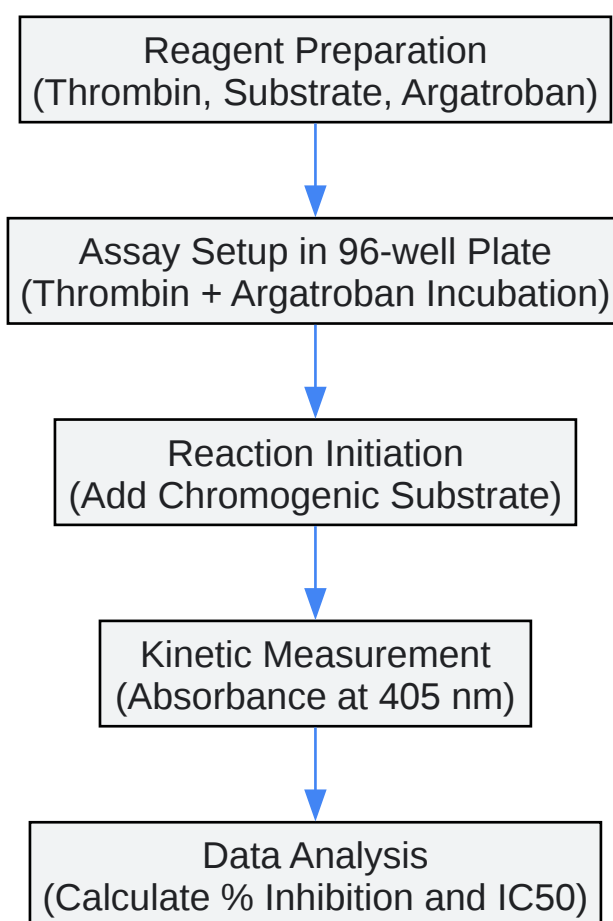 Reagent Preparation
(Thrombin, Substrate, Argatroban)
Assay Setup in 96-well Plate
(Thrombin + Argatroban Incubation)
Reaction Initiation
(Add Chromogenic Substrate)
Kinetic Measurement
(Absorbance at 405 nm)
Data Analysis
(Calculate % Inhibition and IC50)